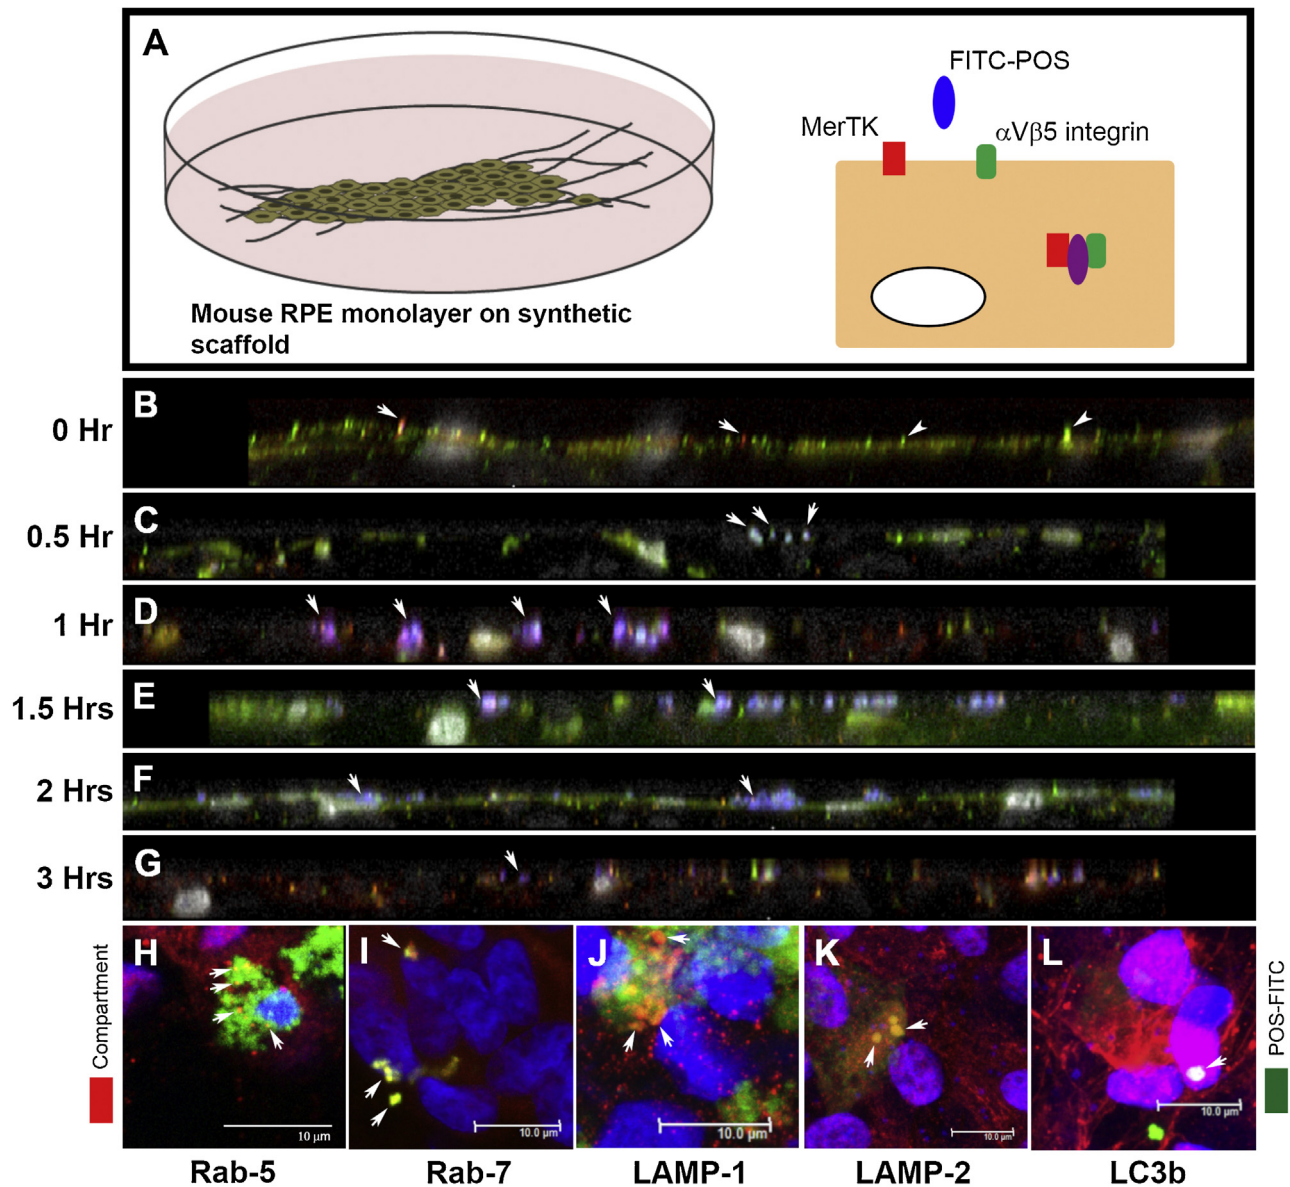 A
FITC-POS
MerTK
αVβ5 integrin
Mouse RPE monolayer on synthetic
scaffold
0 Hr
B
0.5 Hr
C
1 Hr
D
1.5 Hrs
E
2 Hrs
F
3 Hrs
G
Compartment
H
10 µm
I
10.0 µm
J
10.0 µm
K
10.0 µm
L
10.0 µm
POS-FITC
Rab-5
Rab-7
LAMP-1
LAMP-2
LC3b